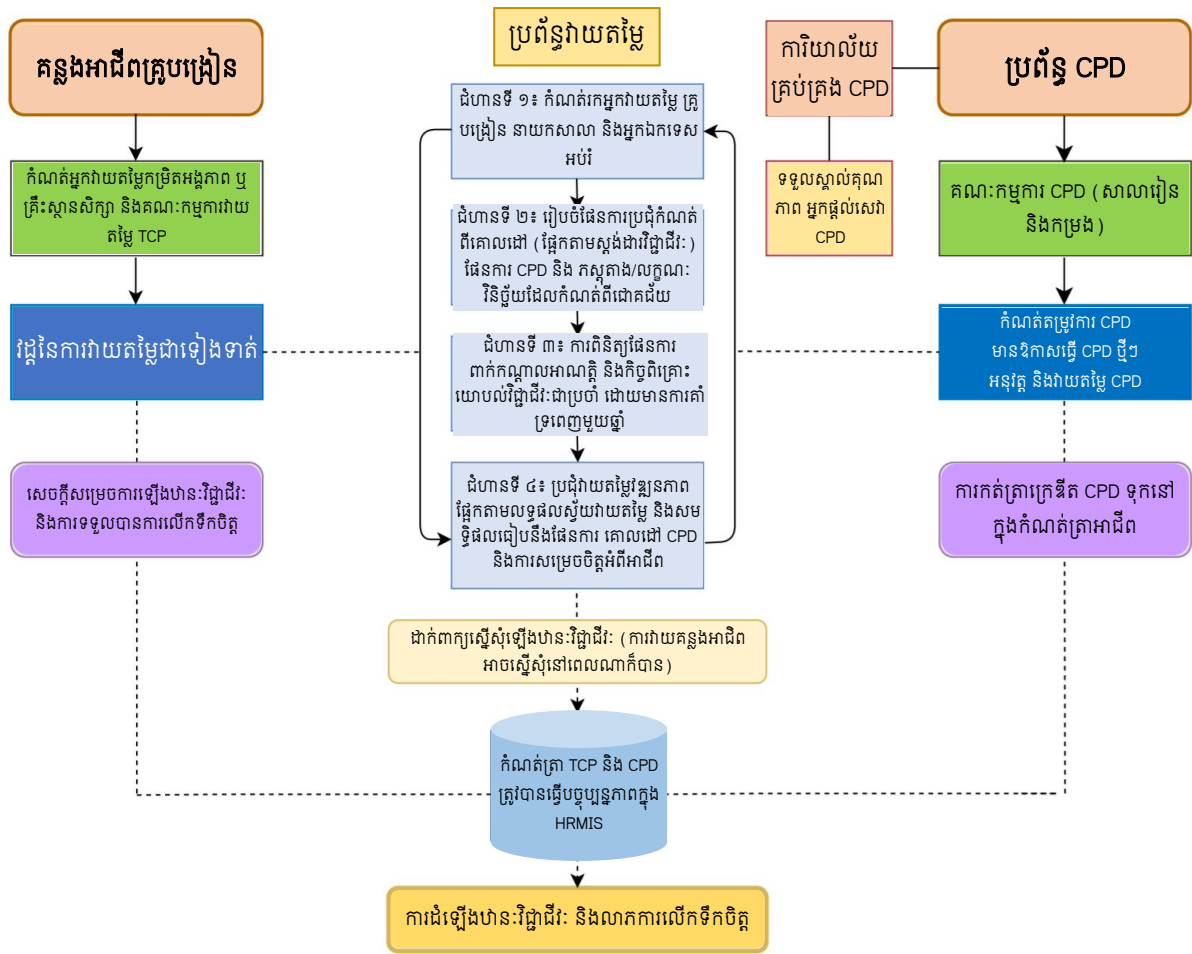 គន្លងអាជីពគ្រូបង្រៀន
កំណត់អ្នកវាយតម្លៃកម្រិតអង្គភាព ឬ
គ្រឹះស្ថានសិក្សា និងគណៈកម្មការវាយ
តម្លៃ TCP
វដ្តនៃការវាយតម្លៃជាទៀងទាត់
សេចក្តីសម្រេចការឡើងឋានៈវិជ្ជាជីវៈ
និងការទទួលបានការលើកទឹកចិត្ត
ប្រព័ន្ធវាយតម្លៃ
ជំហានទី ១៖ កំណត់រកអ្នកវាយតម្លៃ គ្រូ
បង្រៀន នាយកសាលា និងអ្នកឯកទេស
អប់រំ
ជំហានទី ២៖ រៀបចំផែនការប្រជុំកំណត់
ពីគោលដៅ (ផ្អែកតាមស្តង់ដារវិជ្ជាជីវៈ)
ផែនការ CPD និង ភស្តុតាង/លក្ខណៈ
វិនិច្ឆ័យដែលកំណត់ពីជោគជ័យ
ជំហានទី ៣៖ ការពិនិត្យផែនការ
ពាក់កណ្តាលអាណត្តិ និងកិច្ចពិគ្រោះ
យោបល់វិជ្ជាជីវៈជាប្រចាំ ដោយមានការគាំ
ទ្រពេញមួយឆ្នាំ
ជំហានទី ៤៖ ប្រជុំវាយតម្លៃវឌ្ឍនភាព
ផ្អែកតាមលទ្ធផលស្វ័យវាយតម្លៃ និងសម
ទ្ធិផលធៀបនឹងផែនការ គោលដៅ CPD
និងការសម្រេចចិត្តអំពីអាជីព
ដាក់ពាក្យស្នើសុំឡើងឋានៈវិជ្ជាជីវៈ (ការវាយគន្លងអាជីព
អាចស្នើសុំនៅពេលណាក៏បាន)
កំណត់ត្រា TCP និង CPD
ត្រូវបានធ្វើបច្ចុប្បន្នភាពក្នុង
HRMIS
ការដំឡើងឋានៈវិជ្ជាជីវៈ និងលាភការលើកទឹកចិត្ត
ការិយាល័យ
គ្រប់គ្រង CPD
ទទួលស្គាល់គុណ
ភាព អ្នកផ្តល់សេវា
CPD
ប្រព័ន្ធ CPD
គណៈកម្មការ CPD (សាលារៀន
និងកម្រង)
កំណត់តម្រូវការ CPD
មានឱកាសធ្វើ CPD ថ្មីៗ
អនុវត្ត និងវាយតម្លៃ CPD
ការកត់ត្រាក្រេឌីត CPD ទុកនៅ
ក្នុងកំណត់ត្រាអាជីព